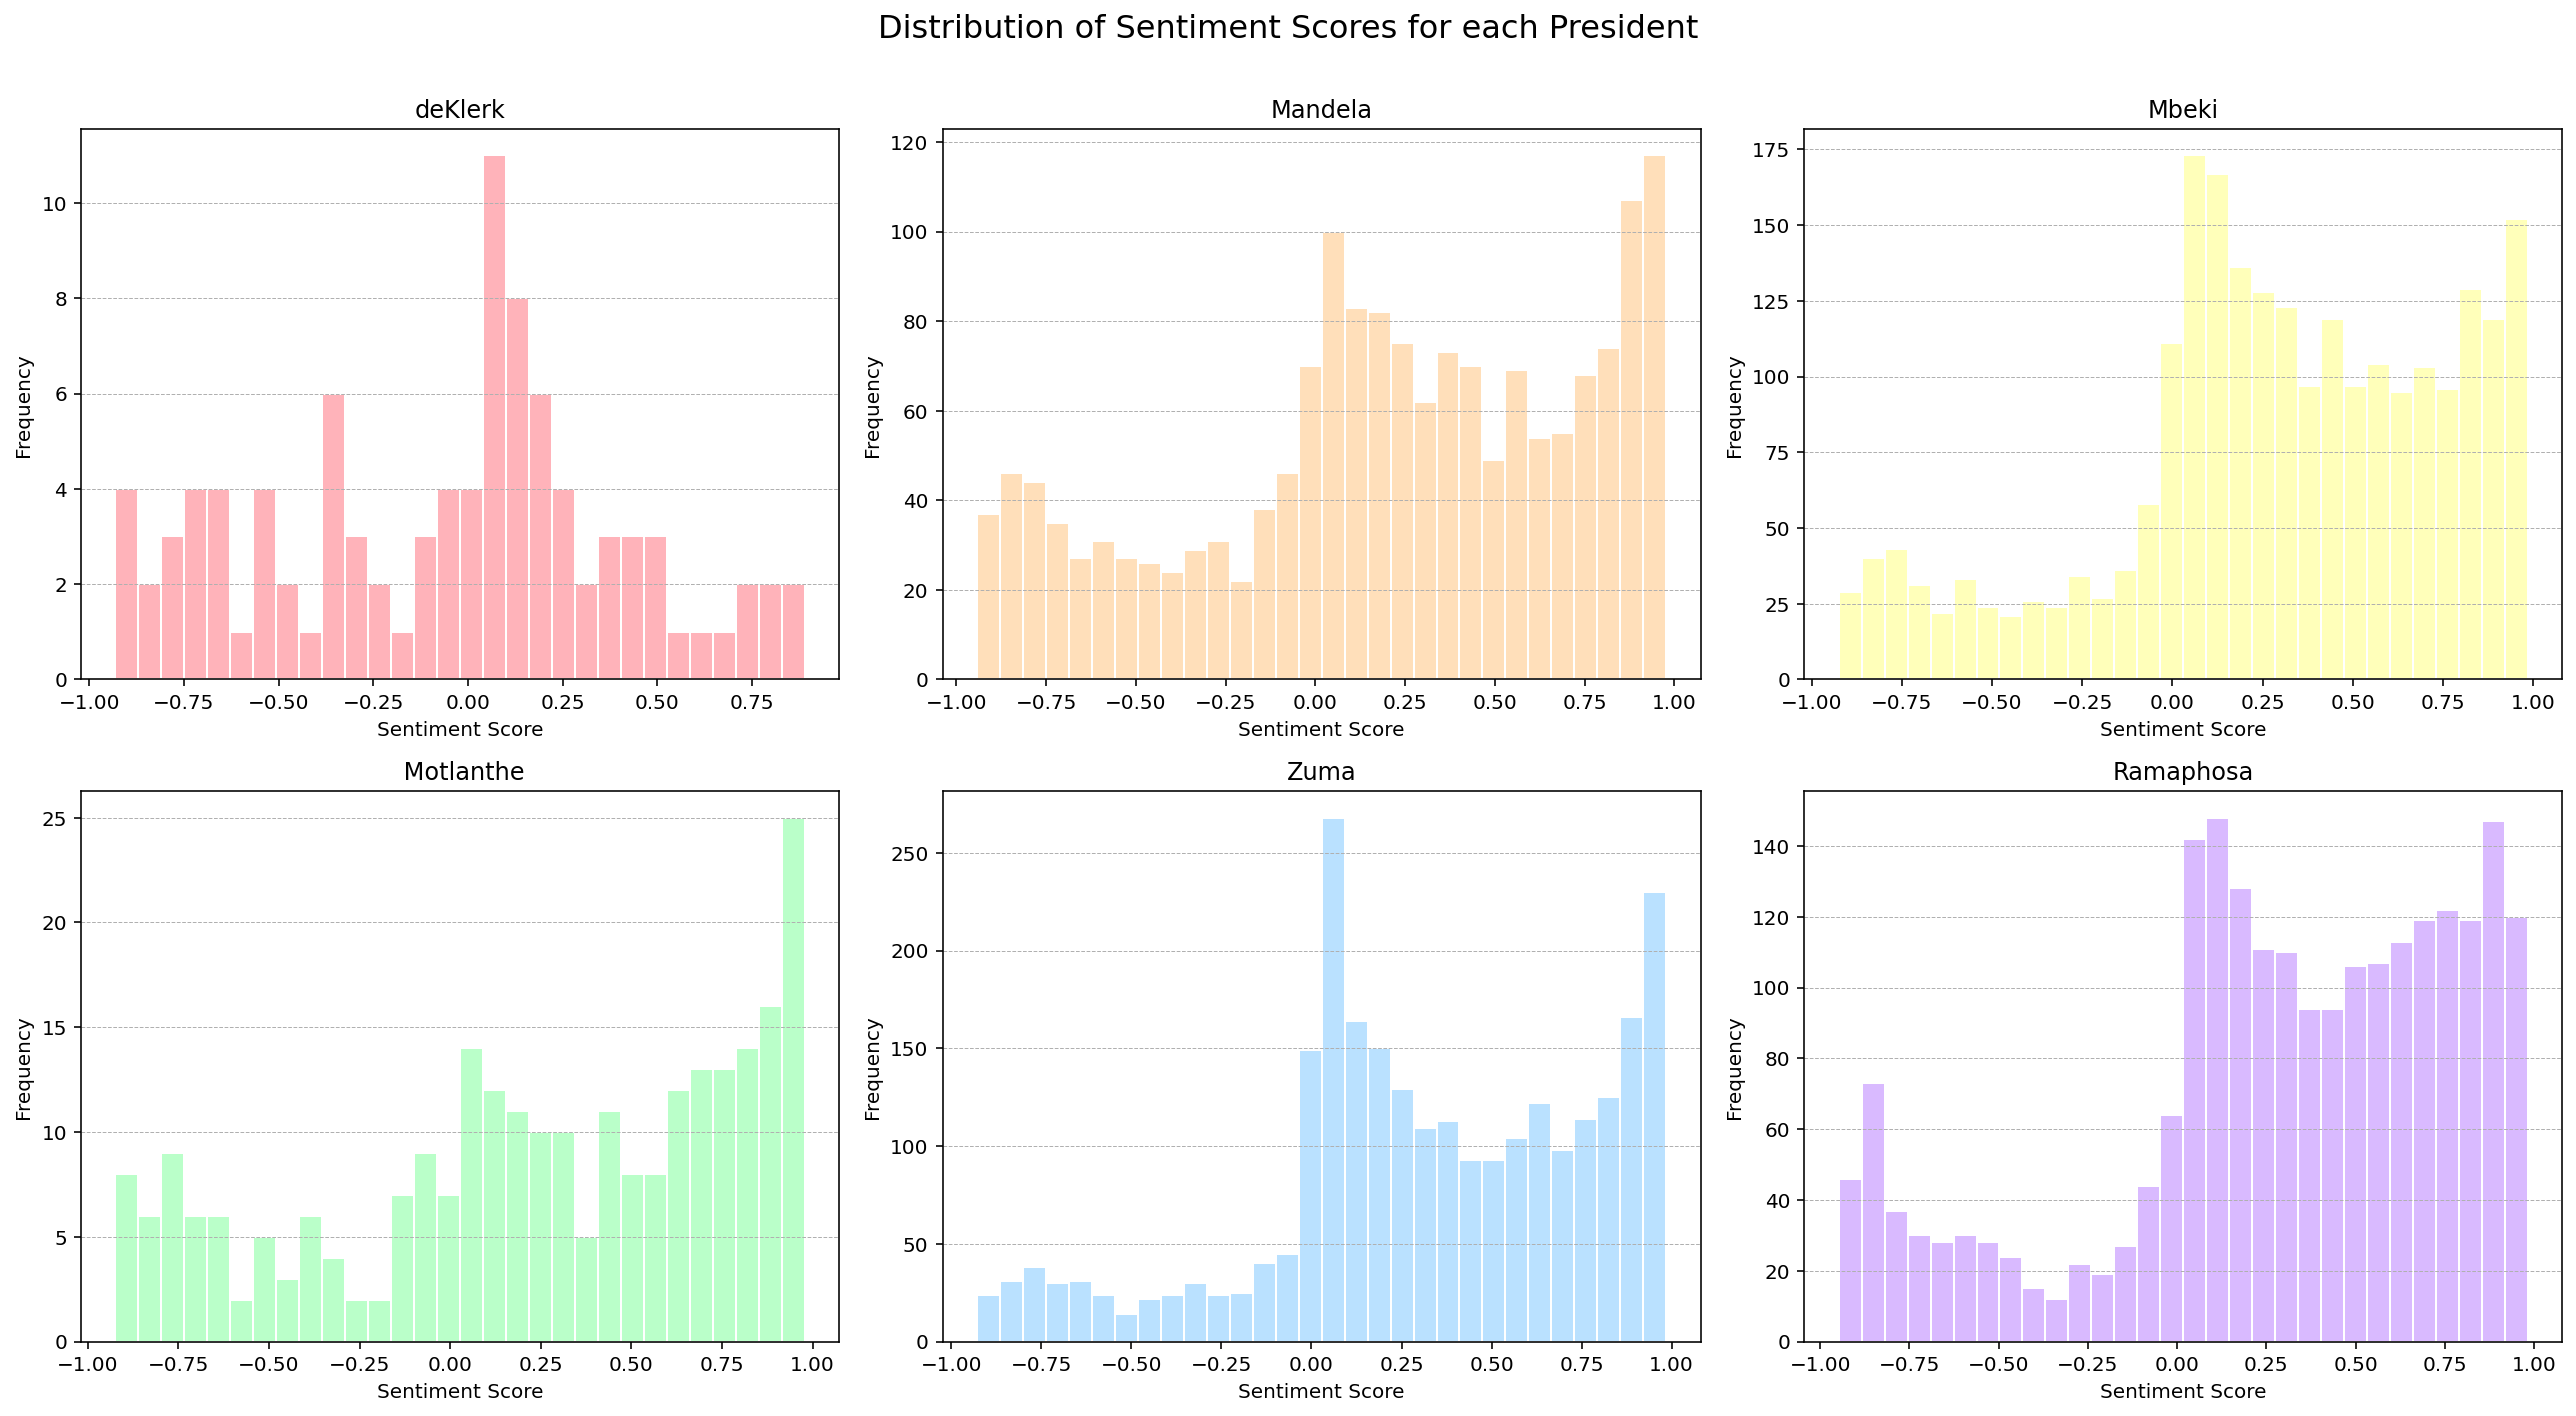 Distribution of Sentiment Scores for each President
deKlerk
Frequency
10
8
6
4
2
0
−1.00 −0.75 −0.50 −0.25 0.00 0.25 0.50 0.75
Sentiment Score
Mandela
Frequency
120
100
80
60
40
20
0
−1.00 −0.75 −0.50 −0.25 0.00 0.25 0.50 0.75 1.00
Sentiment Score
Mbeki
Frequency
175
150
125
100
75
50
25
0
−1.00 −0.75 −0.50 −0.25 0.00 0.25 0.50 0.75 1.00
Sentiment Score
Motlanthe
Frequency
25
20
15
10
5
0
−1.00 −0.75 −0.50 −0.25 0.00 0.25 0.50 0.75 1.00
Sentiment Score
Zuma
Frequency
250
200
150
100
50
0
−1.00 −0.75 −0.50 −0.25 0.00 0.25 0.50 0.75 1.00
Sentiment Score
Ramaphosa
Frequency
140
120
100
80
60
40
20
0
−1.00 −0.75 −0.50 −0.25 0.00 0.25 0.50 0.75 1.00
Sentiment Score